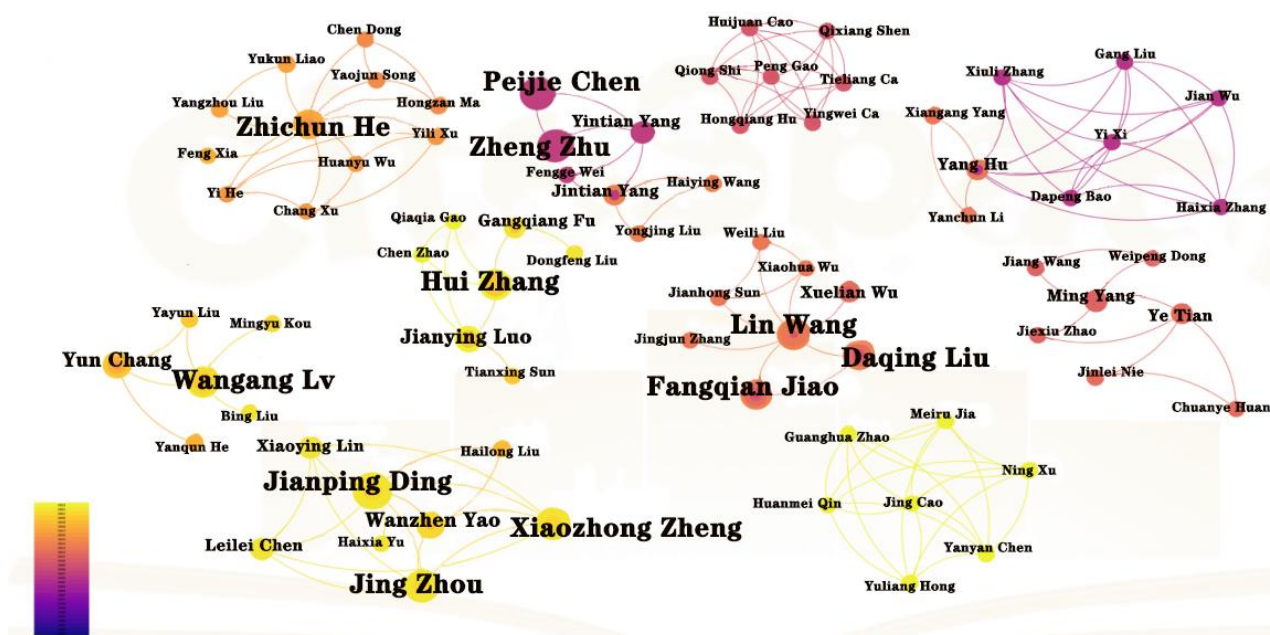 Chen Dong
Yukun Liao
Yaojun Song
Yangzhou Liu
Hongzan Ma
Zhichun He
Yili Xu
Feng Xia
Huanyu Wu
Yi He
Chang Xu
Peijie Chen
Yintian Yang
Zheng Zhu
Fengge Wei
Jintian Yang
Haiying Wang
Yongjing Liu
Huijuan Cao
Qixiang Shen
Qiong Shi
Peng Gao
Tieliang Ca
Hongqiang Hu
Yingwei Ca
Gang Liu
Xiuli Zhang
Jian Wu
Xiangang Yang
Yi Xi
Yang Hu
Dapeng Bao
Haixia Zhang
Yanchun Li
Qiaqia Gao
Gangqiang Fu
Chen Zhao
Dongfeng Liu
Hui Zhang
Jianying Luo
Tianxing Sun
Weili Liu
Xiaohua Wu
Jianhong Sun
Xuelian Wu
Lin Wang
Jingjun Zhang
Daqing Liu
Fangqian Jiao
Jiang Wang
Weipeng Dong
Ming Yang
Ye Tian
Jiexiu Zhao
Jinlei Nie
Chuanye Huan
Yayun Liu
Mingyu Kou
Yun Chang
Wangang Lv
Bing Liu
Yanqun He
Xiaoying Lin
Hailong Liu
Jianping Ding
Wanzhen Yao
Xiaozhong Zheng
Leilei Chen
Haixia Yu
Jing Zhou
Meiru Jia
Guanghua Zhao
Ning Xu
Huanmei Qin
Jing Cao
Yanyan Chen
Yuliang Hong